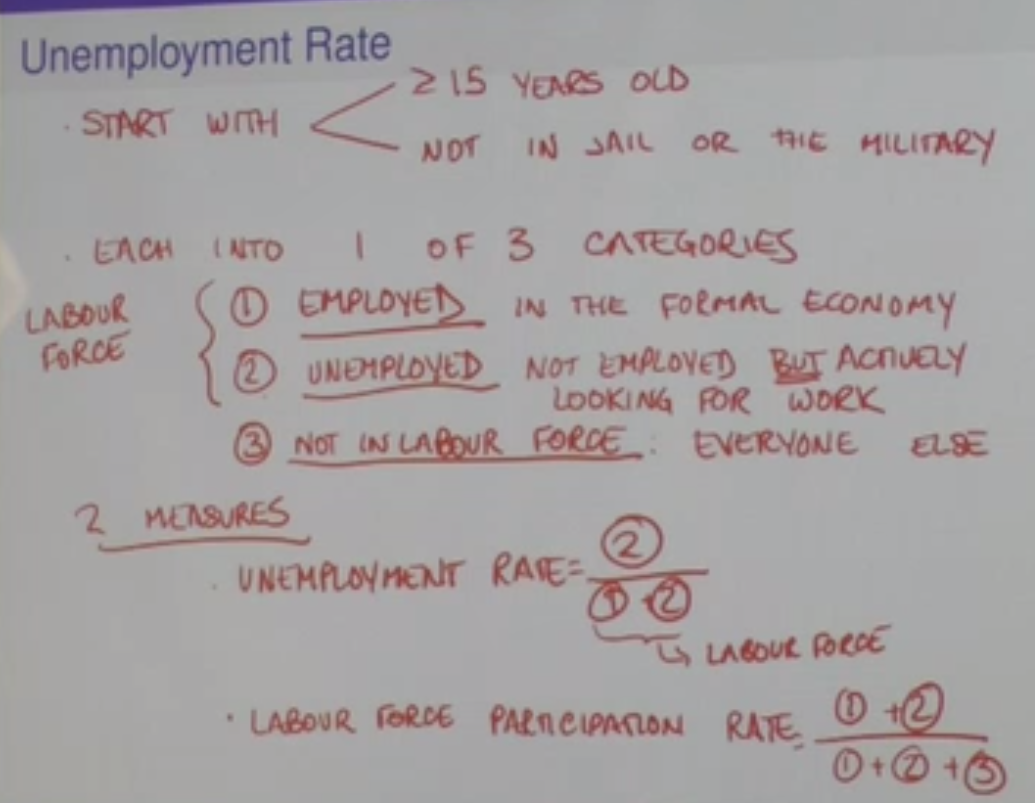 Unemployment Rate
≥ 15 YEARS OLD
· START WITH
NOT IN JAIL OR THE MILITARY
· EACH INTO 1 OF 3 CATEGORIES
LABOUR FORCE
① EMPLOYED IN THE FORMAL ECONOMY
② UNEMPLOYED NOT EMPLOYED BUT ACTIVELY
LOOKING FOR WORK
③ NOT IN LABOUR FORCE: EVERYONE ELSE
2 MEASURES
· UNEMPLOYMENT RATE = ②
① + ②
↳ LABOUR FORCE
· LABOUR FORCE PARTICIPATION RATE = ① + ②
① + ② + ③